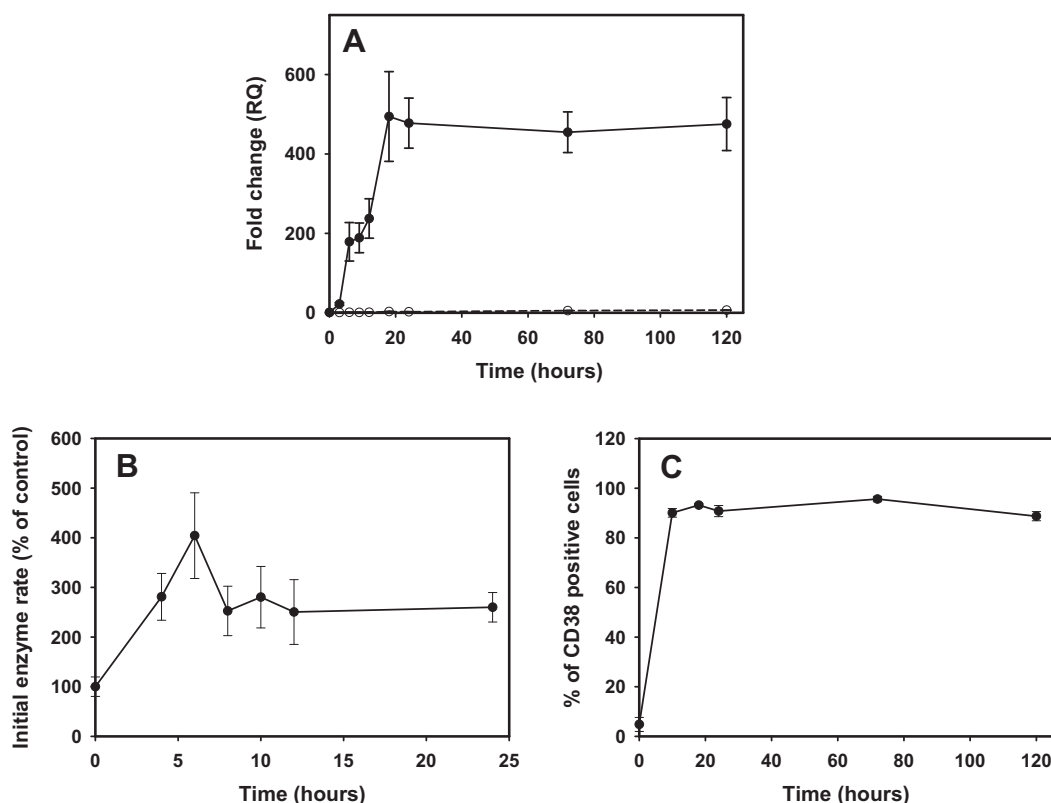 A
600
400
200
0
Fold change (RQ)
0 20 40 60 80 100 120
Time (hours)
B
600
500
400
300
200
100
0
Initial enzyme rate (% of control)
0 5 10 15 20 25
Time (hours)
C
120
100
80
60
40
20
0
% of CD38 positive cells
0 20 40 60 80 100 120
Time (hours)